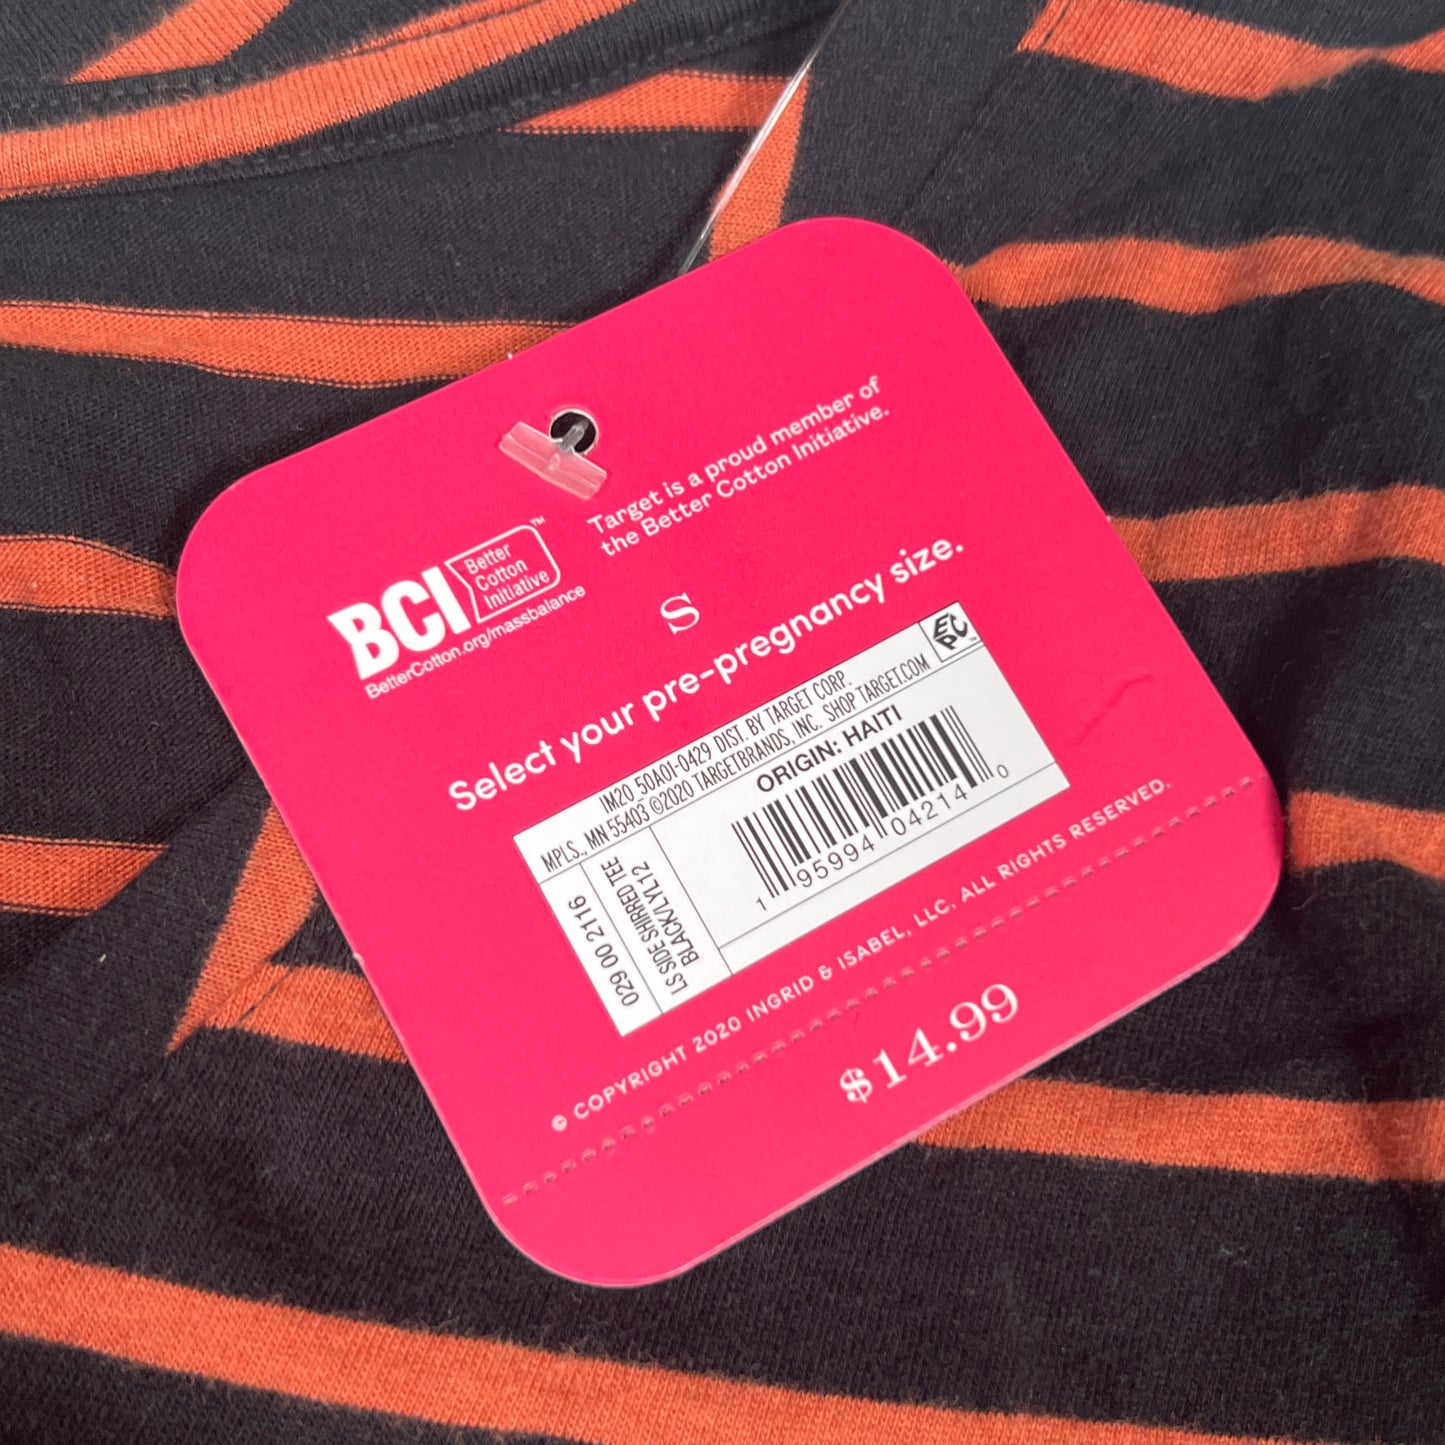 Target is a proud member of
the Better Cotton Initiative.
BCI Better
Cotton
Initiative™
BetterCotton.org/massbalance
S
Select your pre-pregnancy size.
IM20 50A01-0429 DIST. BY TARGET CORP.
MPLS., MN 55403 ©2020 TARGETBRANDS, INC. SHOP TARGET.COM
EPC™
ORIGIN: HAITI
029 00 2116
LS SIDE SHIRRED TEE
BLACK/LYL12
1 95994 04214 0
© COPYRIGHT 2020 INGRID & ISABEL, LLC. ALL RIGHTS RESERVED.
$14.99